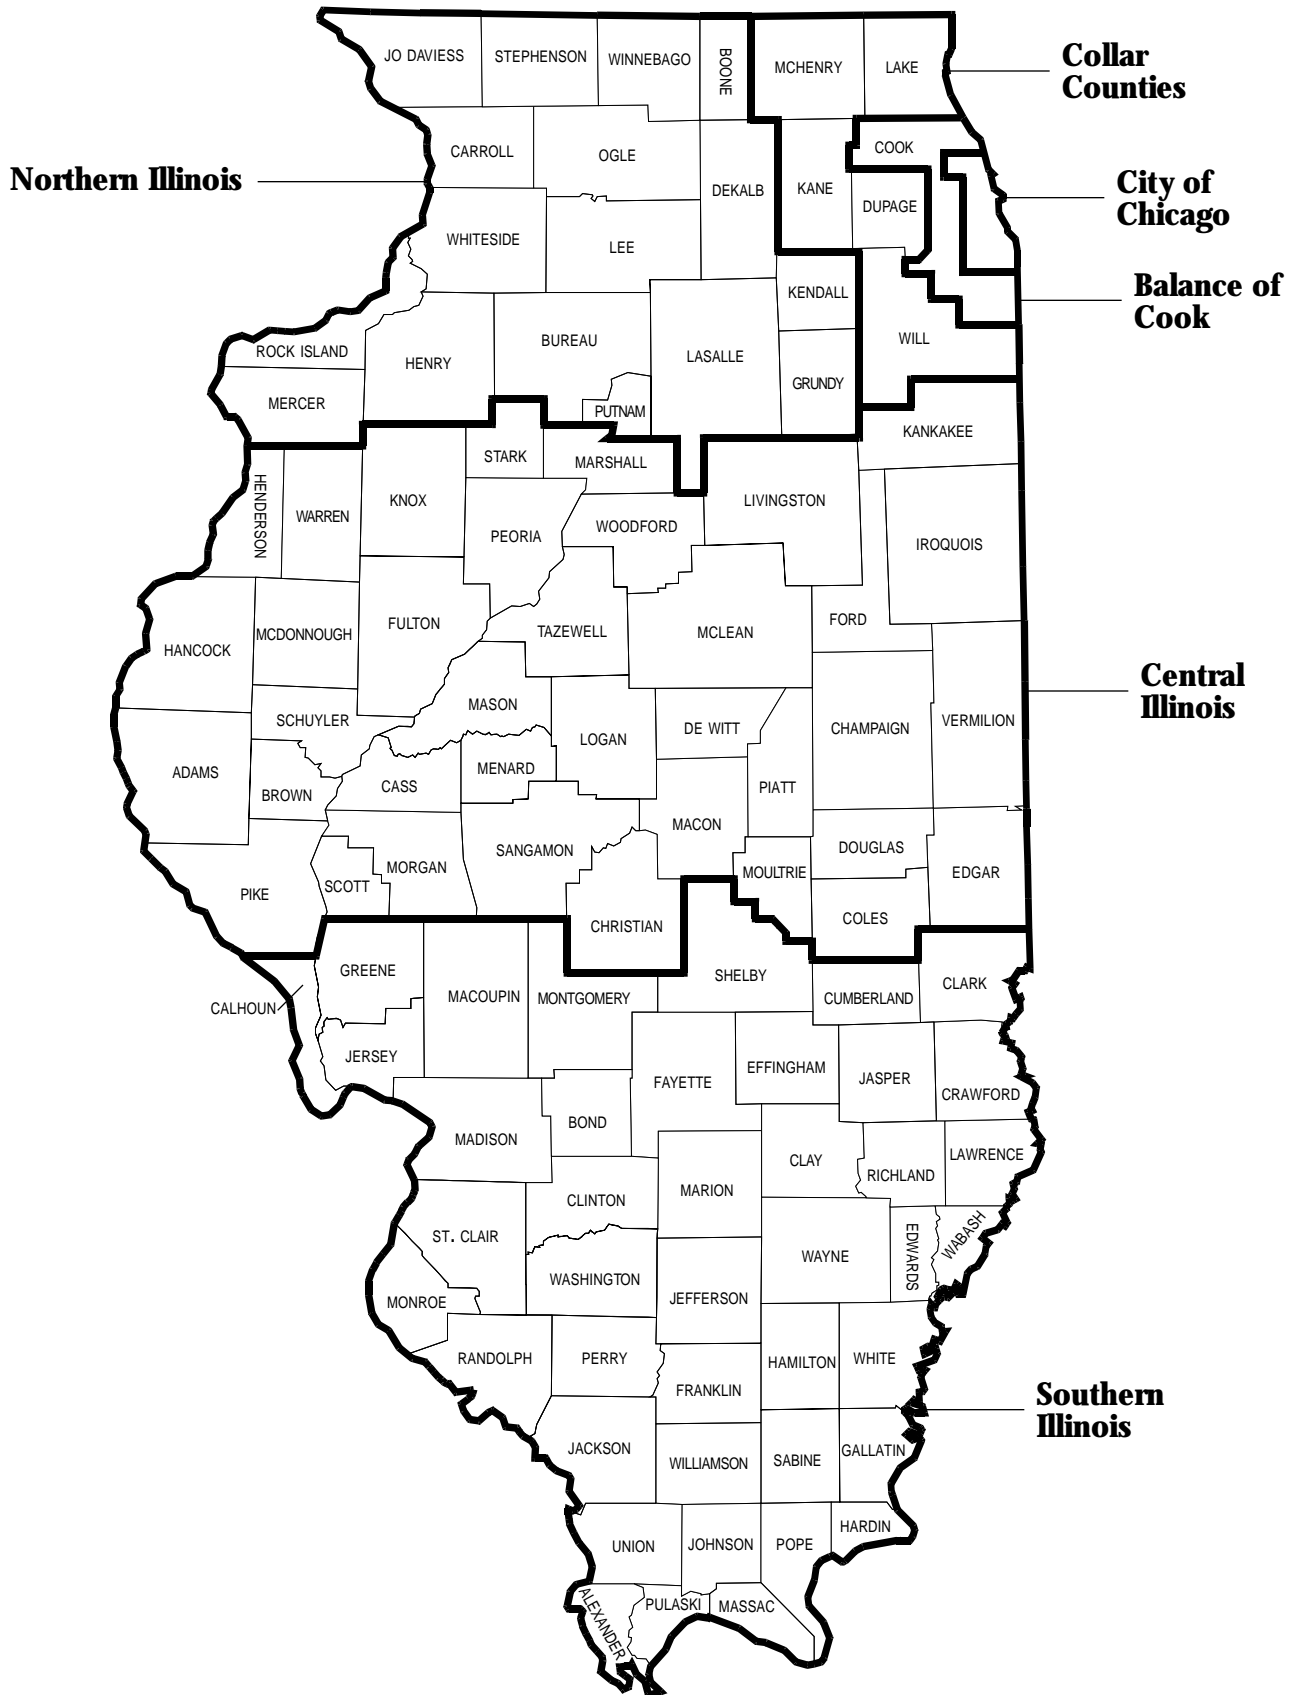 JO DAVIESS
STEPHENSON
WINNEBAGO
BOONE
MCHENRY
LAKE
Collar
Counties
CARROLL
OGLE
DEKALB
KANE
COOK
DUPAGE
Northern Illinois
City of
Chicago
WHITESIDE
LEE
KENDALL
Balance of
Cook
ROCK ISLAND
HENRY
BUREAU
LASALLE
WILL
MERCER
PUTNAM
GRUNDY
KANKAKEE
STARK
MARSHALL
HENDERSON
WARREN
KNOX
PEORIA
WOODFORD
LIVINGSTON
IROQUOIS
HANCOCK
MCDONNOUGH
FULTON
TAZEWELL
MCLEAN
FORD
Central
Illinois
SCHUYLER
MASON
LOGAN
DE WITT
CHAMPAIGN
VERMILION
ADAMS
BROWN
CASS
MENARD
PIATT
MACON
SANGAMON
DOUGLAS
PIKE
SCOTT
MORGAN
MOULTRIE
EDGAR
CHRISTIAN
COLES
GREENE
CALHOUN
MACOUPIN
MONTGOMERY
SHELBY
CUMBERLAND
CLARK
JERSEY
FAYETTE
EFFINGHAM
JASPER
CRAWFORD
MADISON
BOND
CLAY
RICHLAND
LAWRENCE
CLINTON
MARION
ST. CLAIR
WAYNE
EDWARDS
WABASH
WASHINGTON
MONROE
JEFFERSON
RANDOLPH
PERRY
HAMILTON
WHITE
FRANKLIN
Southern
Illinois
JACKSON
WILLIAMSON
SABINE
GALLATIN
UNION
JOHNSON
POPE
HARDIN
ALEXANDER
PULASKI
MASSAC